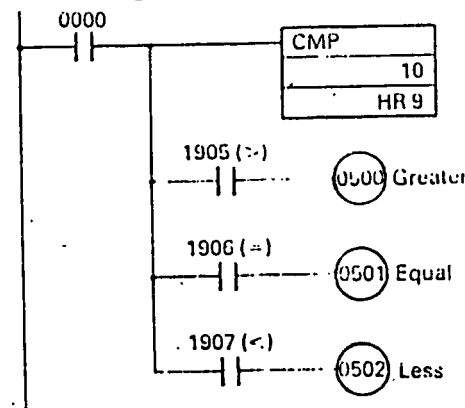 0000
CMP
10
HR 9
1905 (>)
0500 Greater
1906 (=)
0501 Equal
1907 (<)
0502 Less